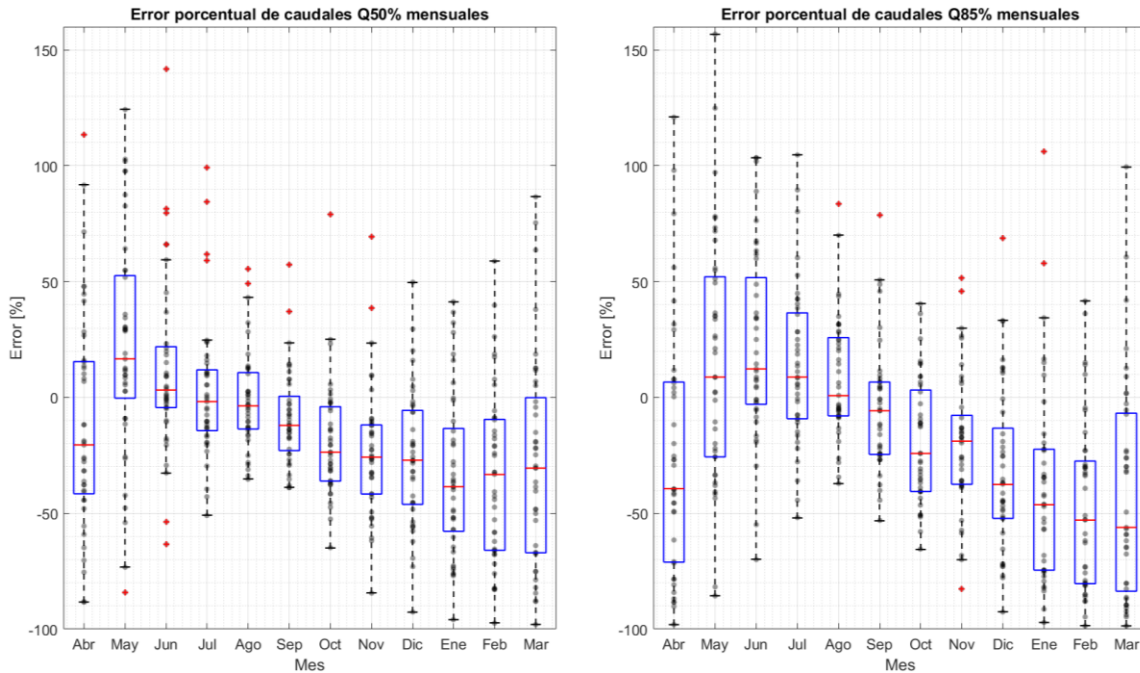 Error porcentual de caudales Q50% mensuales
150
100
50
0
-50
-100
Error [%]
Abr May Jun Jul Ago Sep Oct Nov Dic Ene Feb Mar
Mes
Error porcentual de caudales Q85% mensuales
150
100
50
0
-50
-100
Error [%]
Abr May Jun Jul Ago Sep Oct Nov Dic Ene Feb Mar
Mes